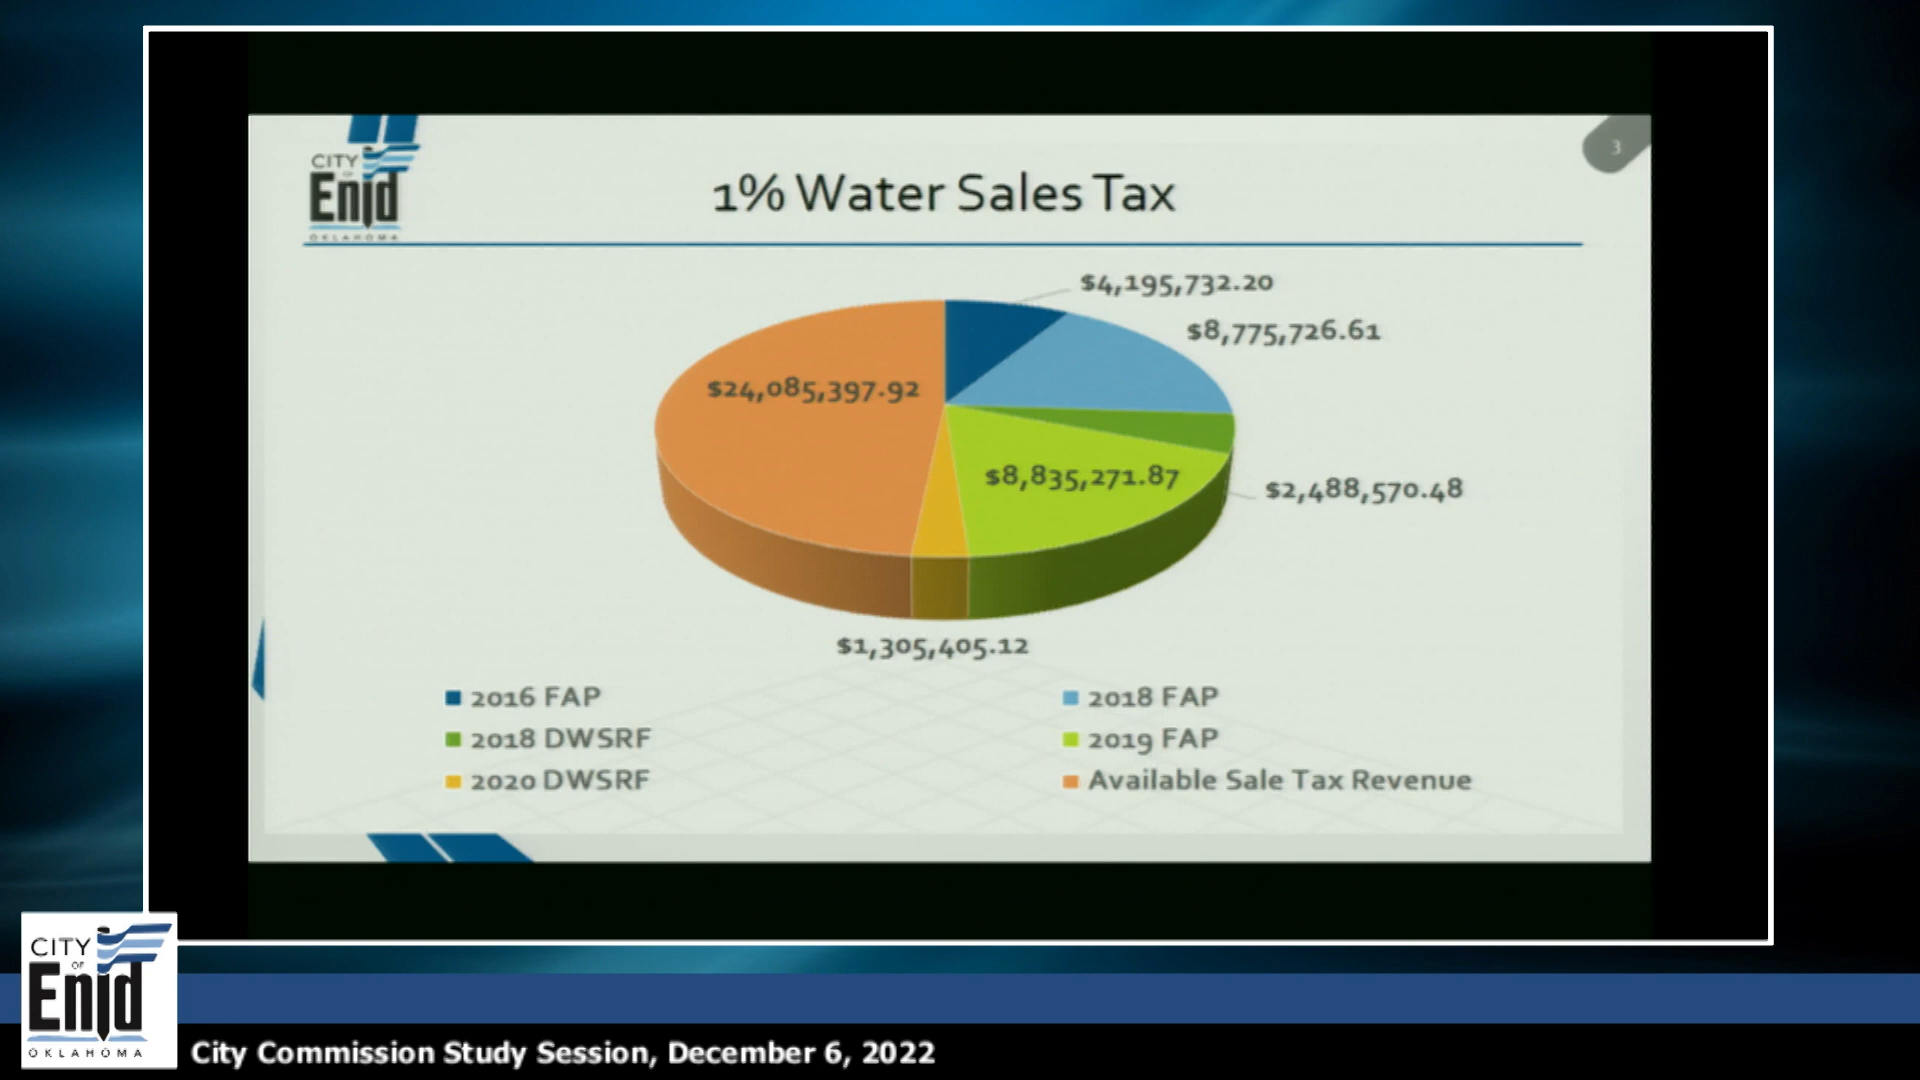 3
CITY
OF
Enid
OKLAHOMA
1% Water Sales Tax
$4,195,732.20
$8,775,726.61
$24,085,397.92
$8,835,271.87
$2,488,570.48
$1,305,405.12
2016 FAP
2018 FAP
2018 DWSRF
2019 FAP
2020 DWSRF
Available Sale Tax Revenue
CITY
OF
Enid
OKLAHOMA
City Commission Study Session, December 6, 2022